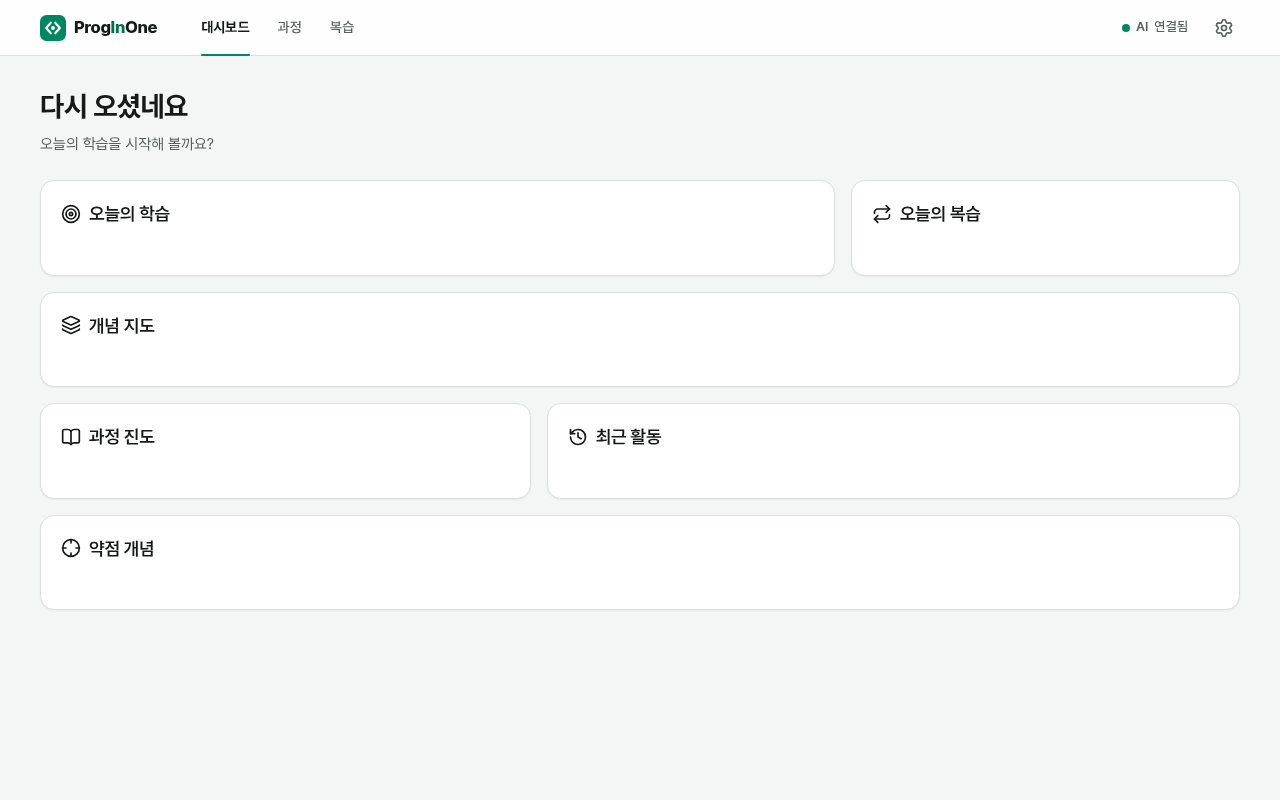 ProgInOne 대시보드 과정 복습 AI 연결됨
다시 오셨네요
오늘의 학습을 시작해 볼까요?
오늘의 학습
오늘의 복습
개념 지도
과정 진도
최근 활동
약점 개념